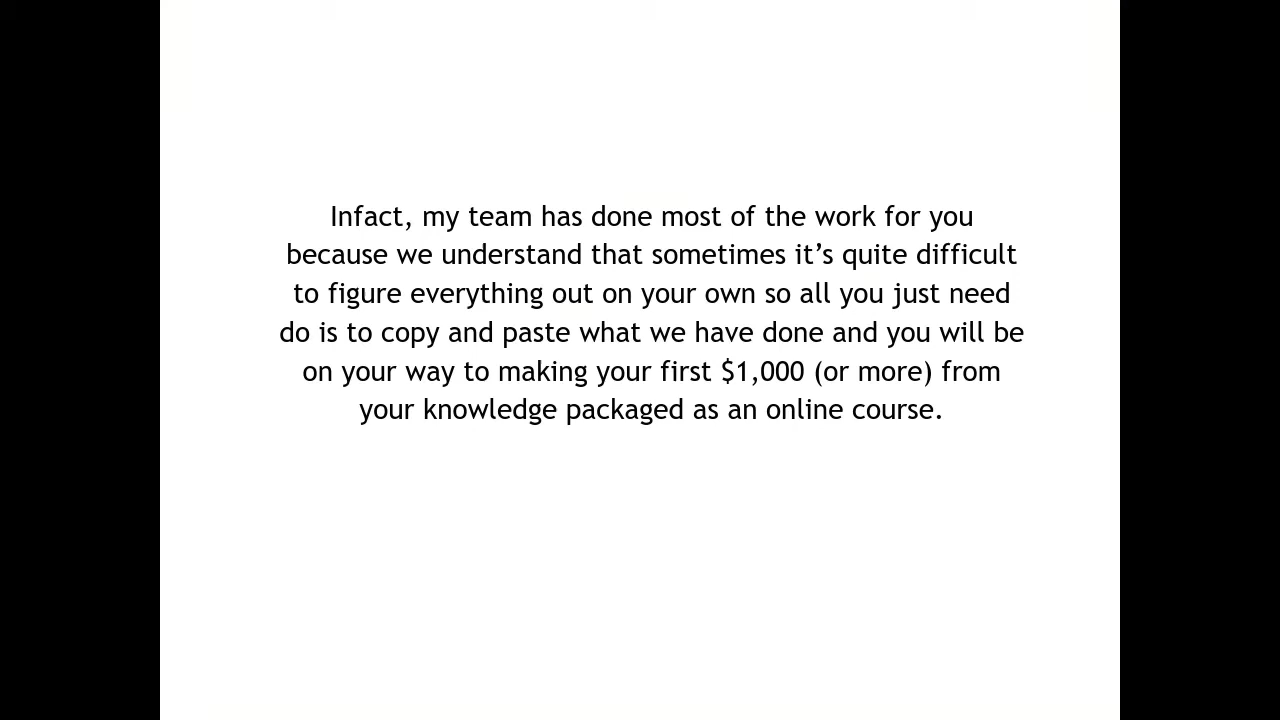 Infact, my team has done most of the work for you
because we understand that sometimes it’s quite difficult
to figure everything out on your own so all you just need
do is to copy and paste what we have done and you will be
on your way to making your first $1,000 (or more) from
your knowledge packaged as an online course.